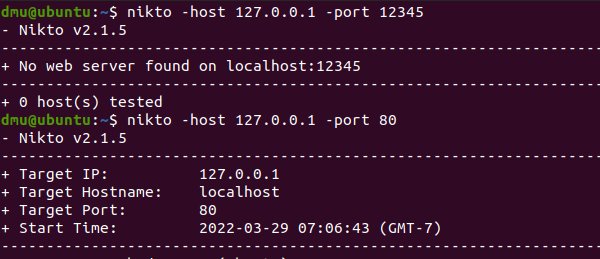 dmu@ubuntu:~$ nikto -host 127.0.0.1 -port 12345
- Nikto v2.1.5
---------------------------------------------------------------------------
+ No web server found on localhost:12345
---------------------------------------------------------------------------
+ 0 host(s) tested
dmu@ubuntu:~$ nikto -host 127.0.0.1 -port 80
- Nikto v2.1.5
---------------------------------------------------------------------------
+ Target IP:          127.0.0.1
+ Target Hostname:    localhost
+ Target Port:        80
+ Start Time:         2022-03-29 07:06:43 (GMT-7)
---------------------------------------------------------------------------